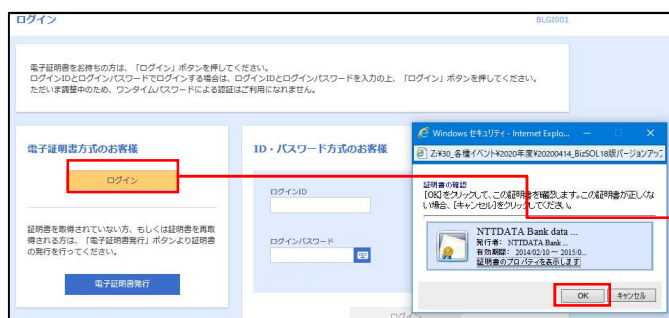 ログイン
BLGI001
電子証明書をお持ちの方は、「ログイン」ボタンを押してください。
ログインIDとログインパスワードでログインする場合は、ログインIDとログインパスワードを入力の上、「ログイン」ボタンを押してください。
ただいま調整中のため、ワンタイムパスワードによる認証はご利用になれません。
電子証明書方式のお客様
ログイン
証明書を取得されていない方、もしくは証明書を再取
得される方は、「電子証明書発行」ボタンより証明書
の発行を行ってください。
電子証明書発行
ID・パスワード方式のお客様
ログインID
ログインパスワード
ログイン
Windows セキュリティ - Internet Explo...
Z:¥30_各種イベント¥2020年度¥20200414_BizSOL18版バージョンアップ
証明書の確認
[OK] をクリックして、この証明書を確認します。この証明書が正しくな
い場合、[キャンセル] をクリックしてください。
NTTDATA Bank data ...
発行者: NTTDATA Bank ...
有効期間: 2014/02/10 ～ 2015/0...
証明書のプロパティを表示します
OK
キャンセル